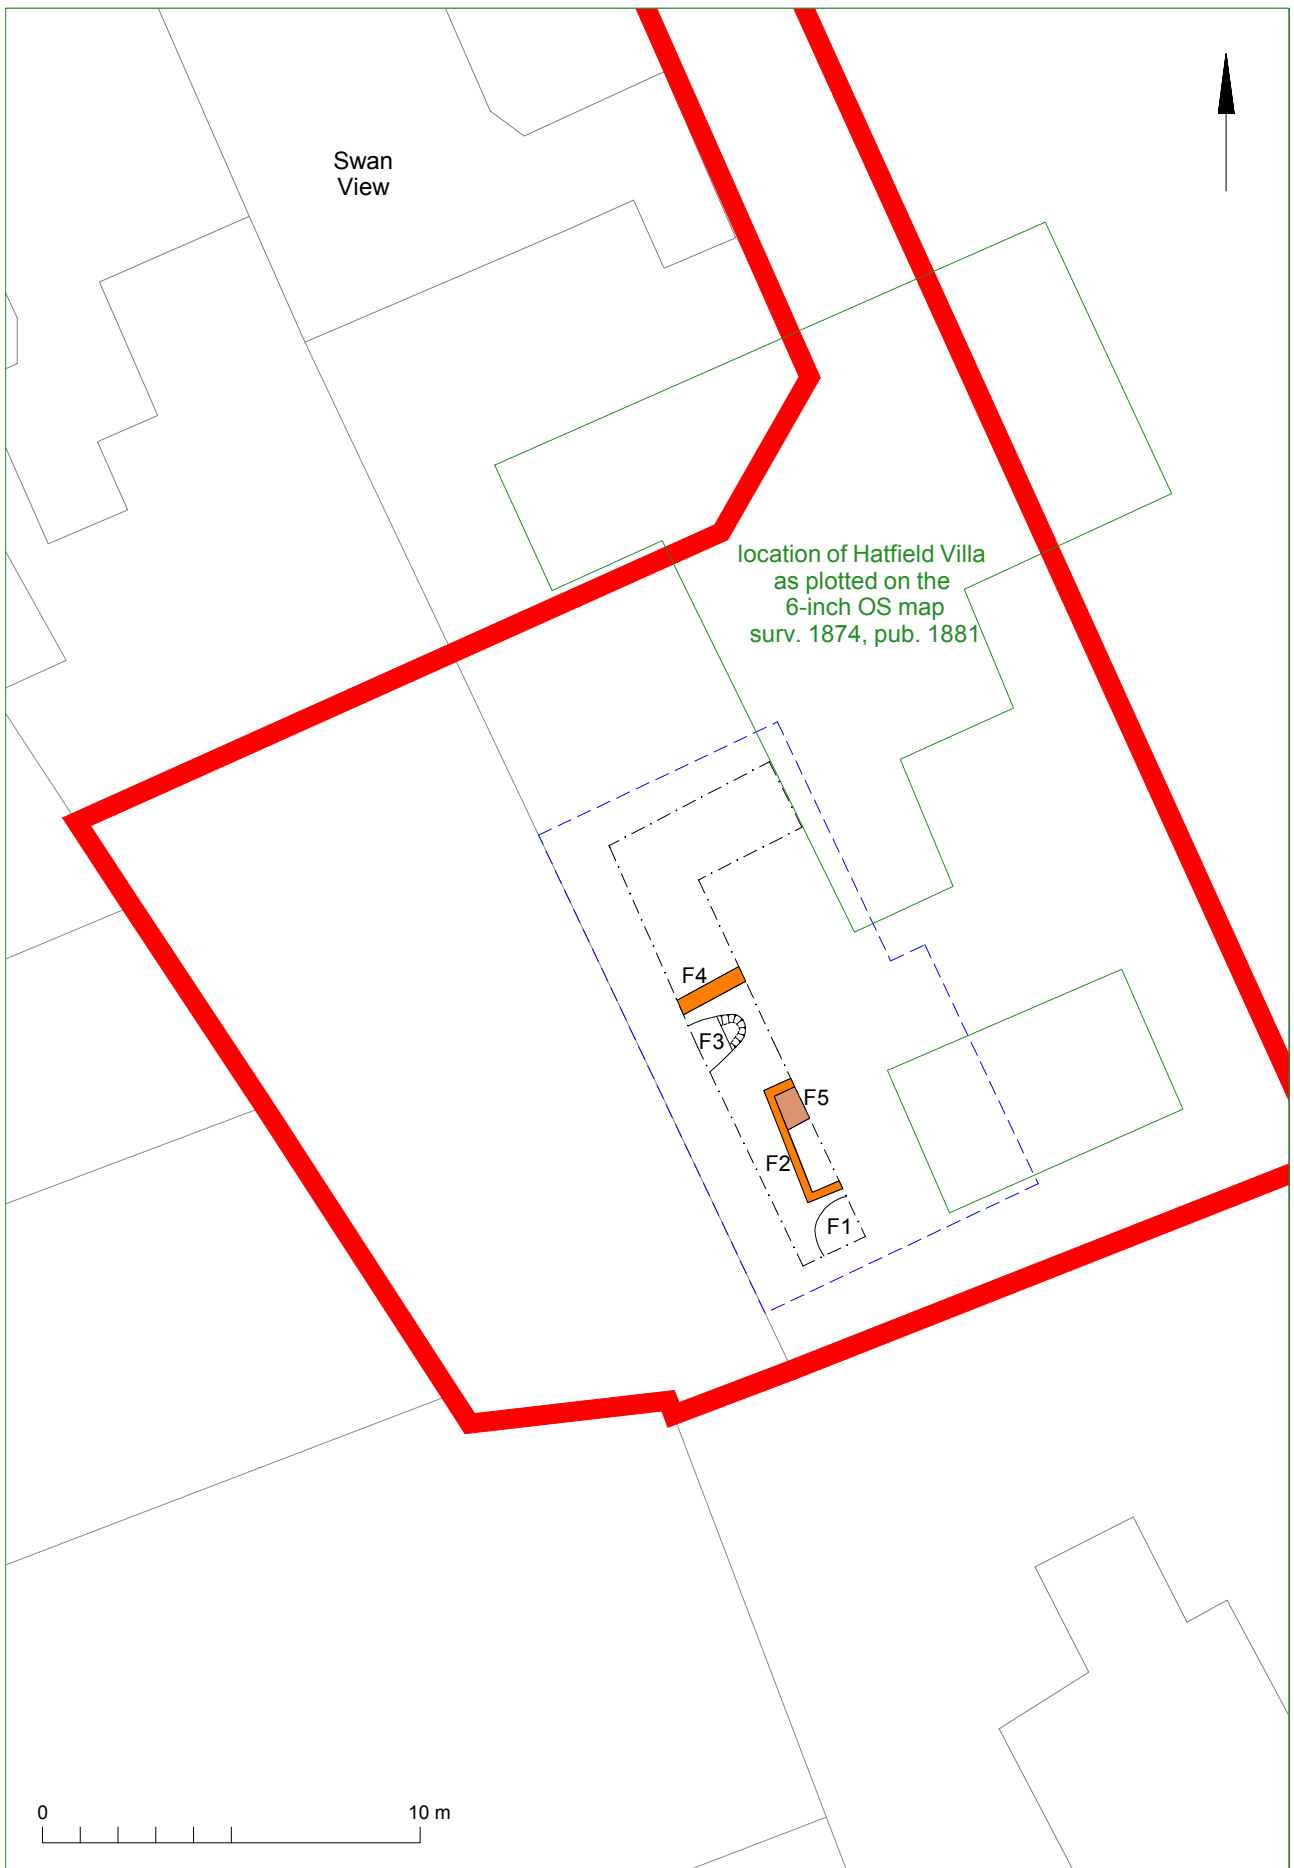 Swan
View
location of Hatfield Villa
as plotted on the
6-inch OS map
surv. 1874, pub. 1881
F4
F3
F5
F2
F1
0 10 m